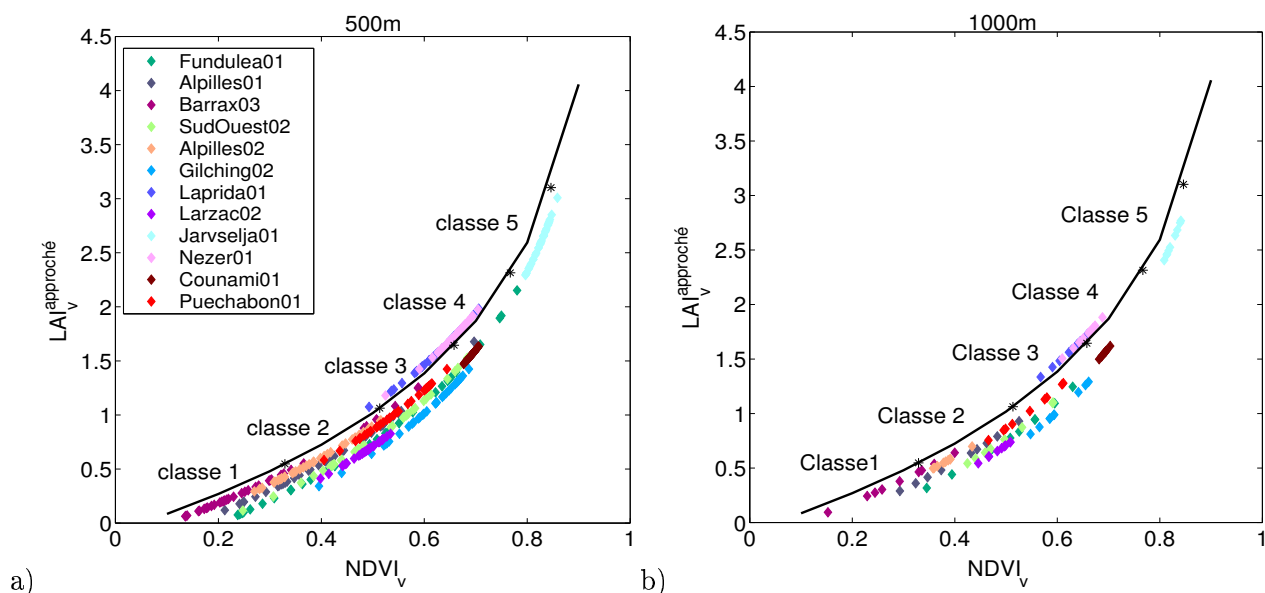 500m
4.5
4
3.5
3
2.5
2
1.5
1
0.5
0
0 0.2 0.4 0.6 0.8 1
LAI_v^approché
NDVI_v
Fundulea01
Alpilles01
Barrax03
SudOuest02
Alpilles02
Gilching02
Laprida01
Larzac02
Jarvselja01
Nezer01
Counami01
Puechabon01
classe 5
classe 4
classe 3
classe 2
classe 1
a)
1000m
4.5
4
3.5
3
2.5
2
1.5
1
0.5
0
0 0.2 0.4 0.6 0.8 1
LAI_v^approché
NDVI_v
Classe 5
Classe 4
Classe 3
Classe 2
Classe1
b)